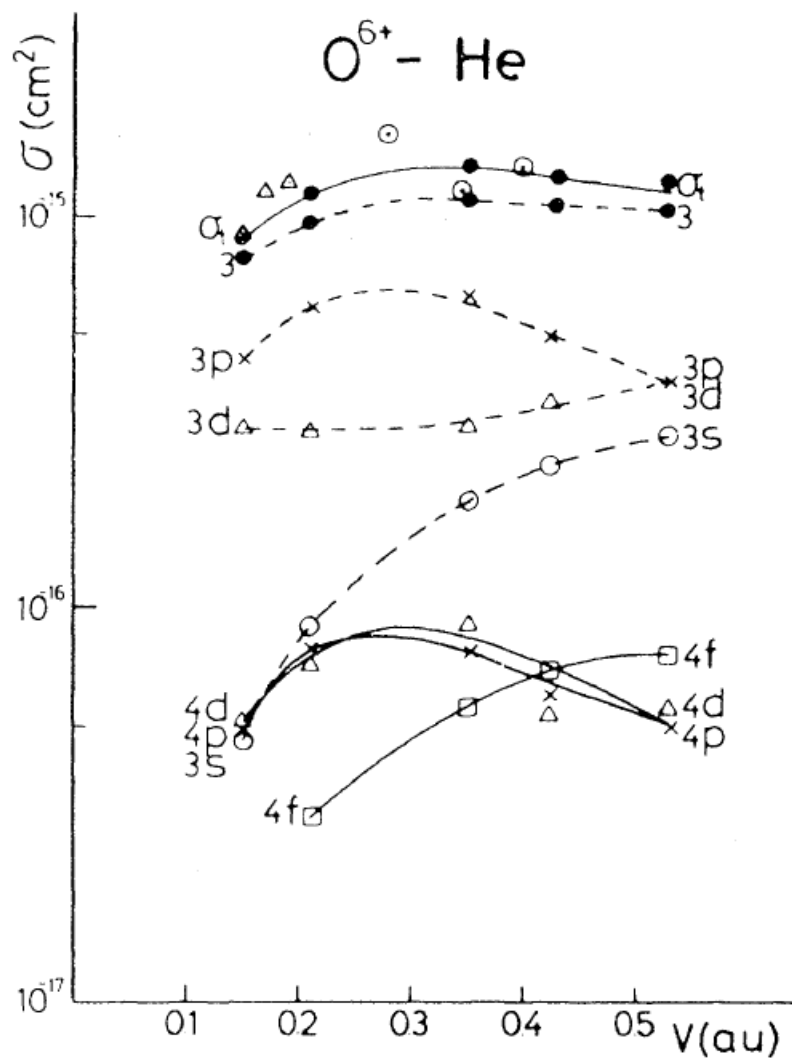 O⁶⁺ - He
σ (cm²)
10⁻¹⁵
10⁻¹⁶
10⁻¹⁷
σₜ
3
3p
3d
4d
4p
3s
4f
σₜ
3
3p
3d
3s
4f
4d
4p
01 02 03 04 05 V(au)